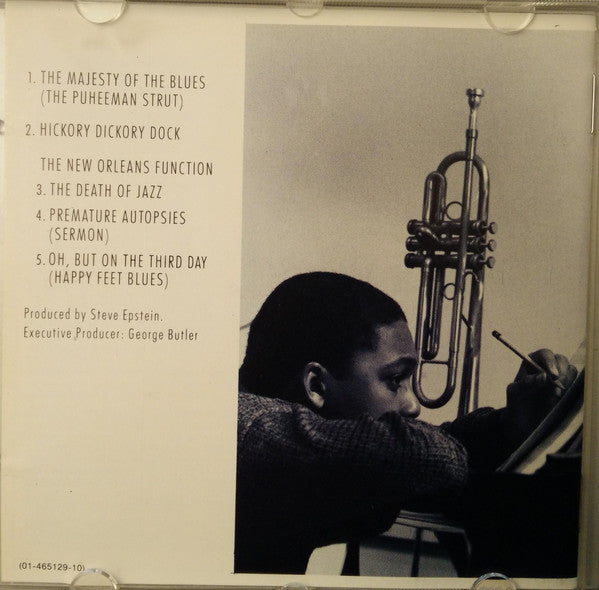 1. THE MAJESTY OF THE BLUES
(THE PUHEEMAN STRUT)
2. HICKORY DICKORY DOCK
THE NEW ORLEANS FUNCTION
3. THE DEATH OF JAZZ
4. PREMATURE AUTOPSIES
(SERMON)
5. OH, BUT ON THE THIRD DAY
(HAPPY FEET BLUES)
Produced by Steve Epstein.
Executive Producer: George Butler
(01-465129-10)